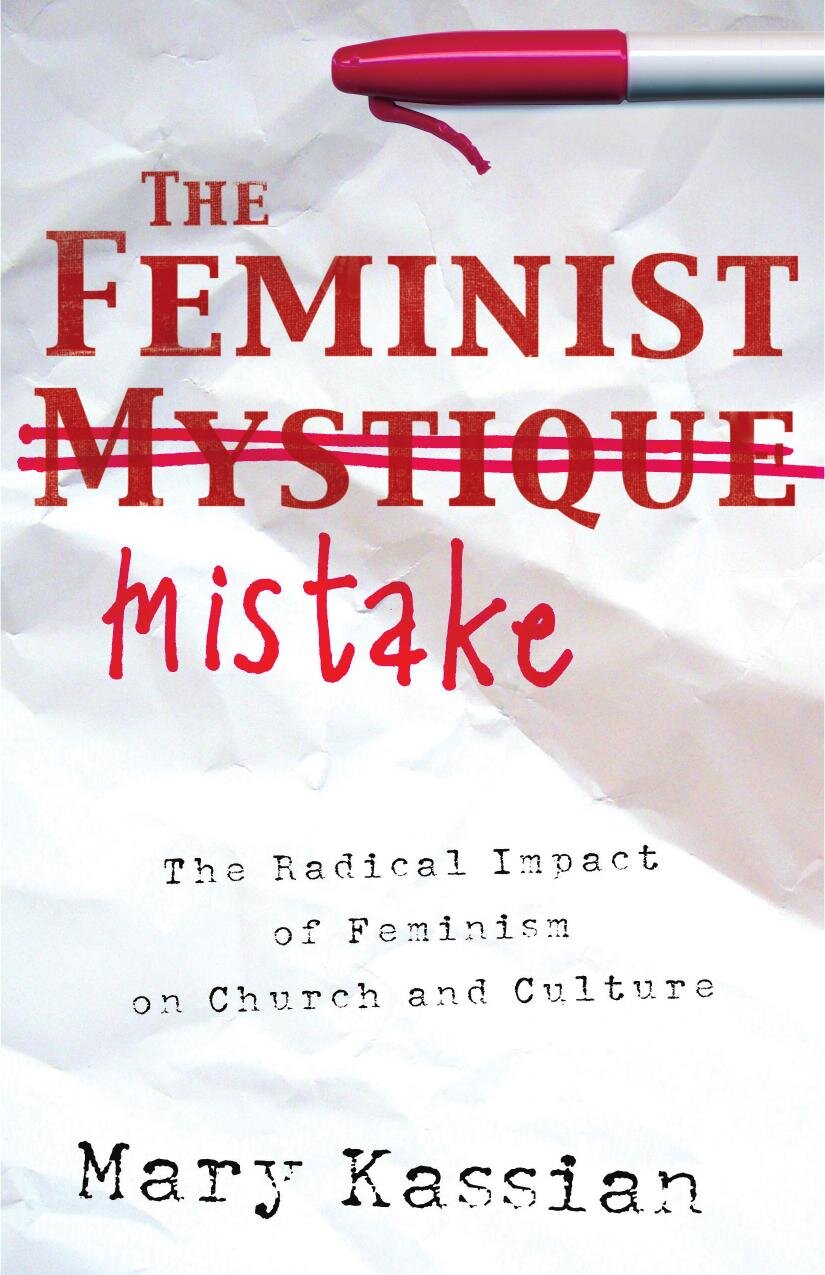 THE
FEMINIST
MYSTIQUE
mistake
The Radical Impact
of Feminism
on Church and Culture
Mary Kassian